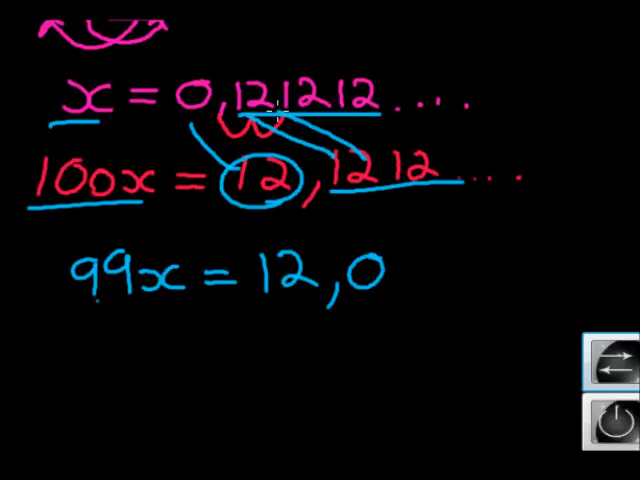 x = 0,121212....
100x = 12,1212....
99x = 12,0